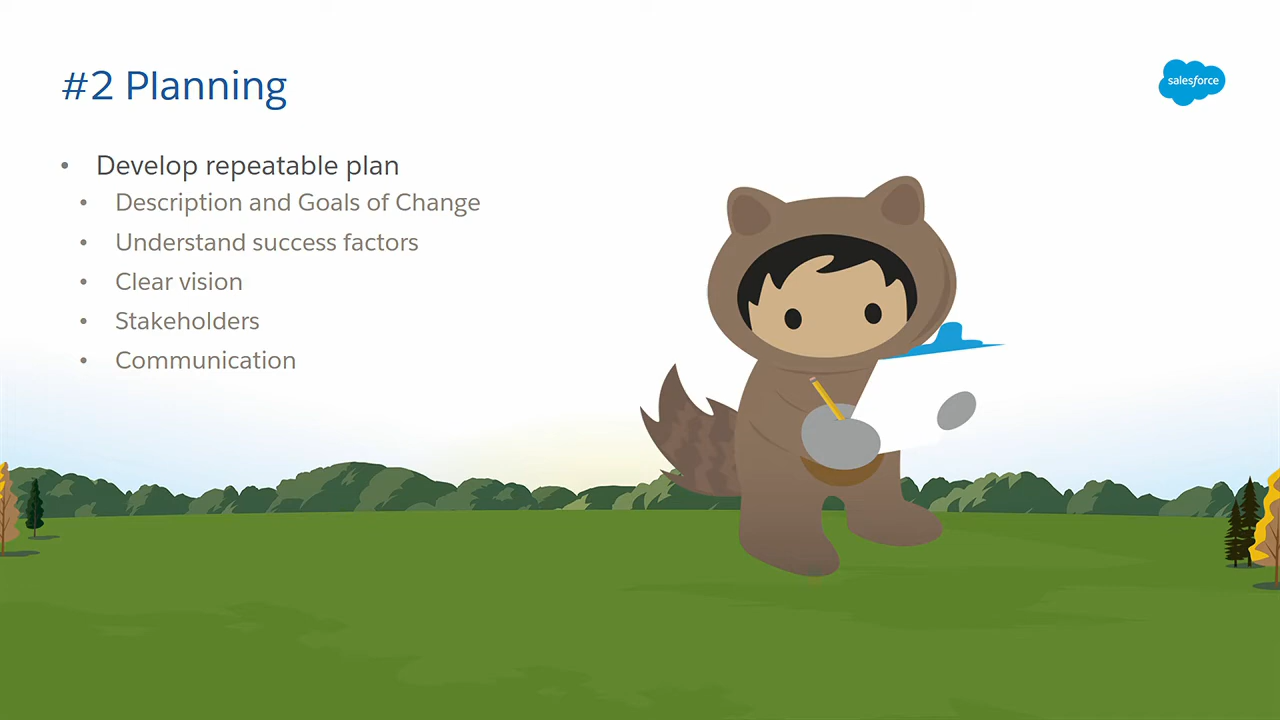 #2 Planning
salesforce
• Develop repeatable plan
• Description and Goals of Change
• Understand success factors
• Clear vision
• Stakeholders
• Communication